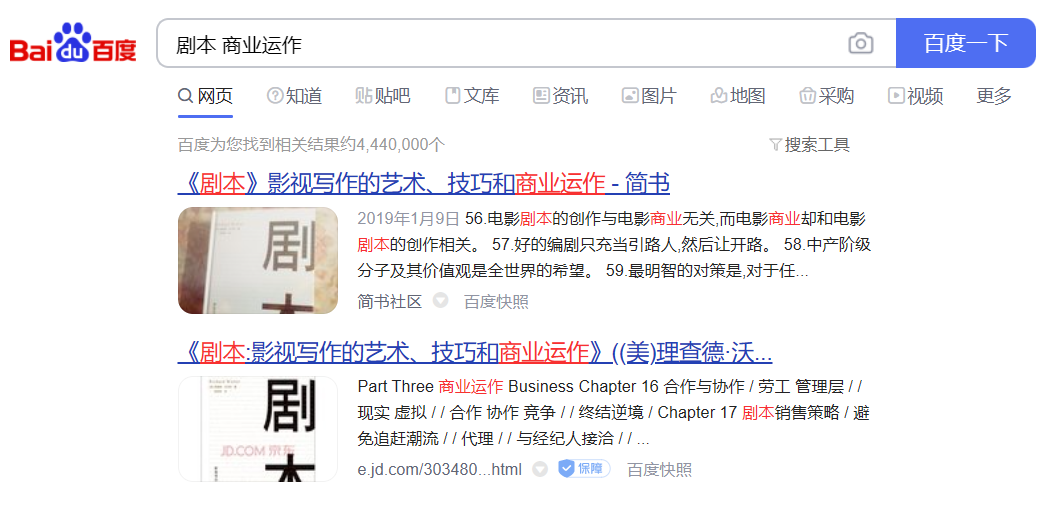 Bai du 百度
剧本 商业运作
百度一下
网页 知道 贴吧 文库 资讯 图片 地图 采购 视频 更多
百度为您找到相关结果约4,440,000个
搜索工具
《剧本》影视写作的艺术、技巧和商业运作 - 简书
剧
本
2019年1月9日 56.电影剧本的创作与电影商业无关,而电影商业却和电影
剧本的创作相关。 57.好的编剧只充当引路人,然后让开路。 58.中产阶级
分子及其价值观是全世界的希望。 59.最明智的对策是,对于任...
简书社区 百度快照
《剧本:影视写作的艺术、技巧和商业运作》((美)理查德·沃...
剧
JD.COM 京东
本
Part Three 商业运作 Business Chapter 16 合作与协作 / 劳工 管理层 / /
现实 虚拟 / / 合作 协作 竞争 / / 终结逆境 / Chapter 17 剧本销售策略 / 避
免追赶潮流 / / 代理 / / 与经纪人接洽 / / ...
e.jd.com/303480...html 保障 百度快照